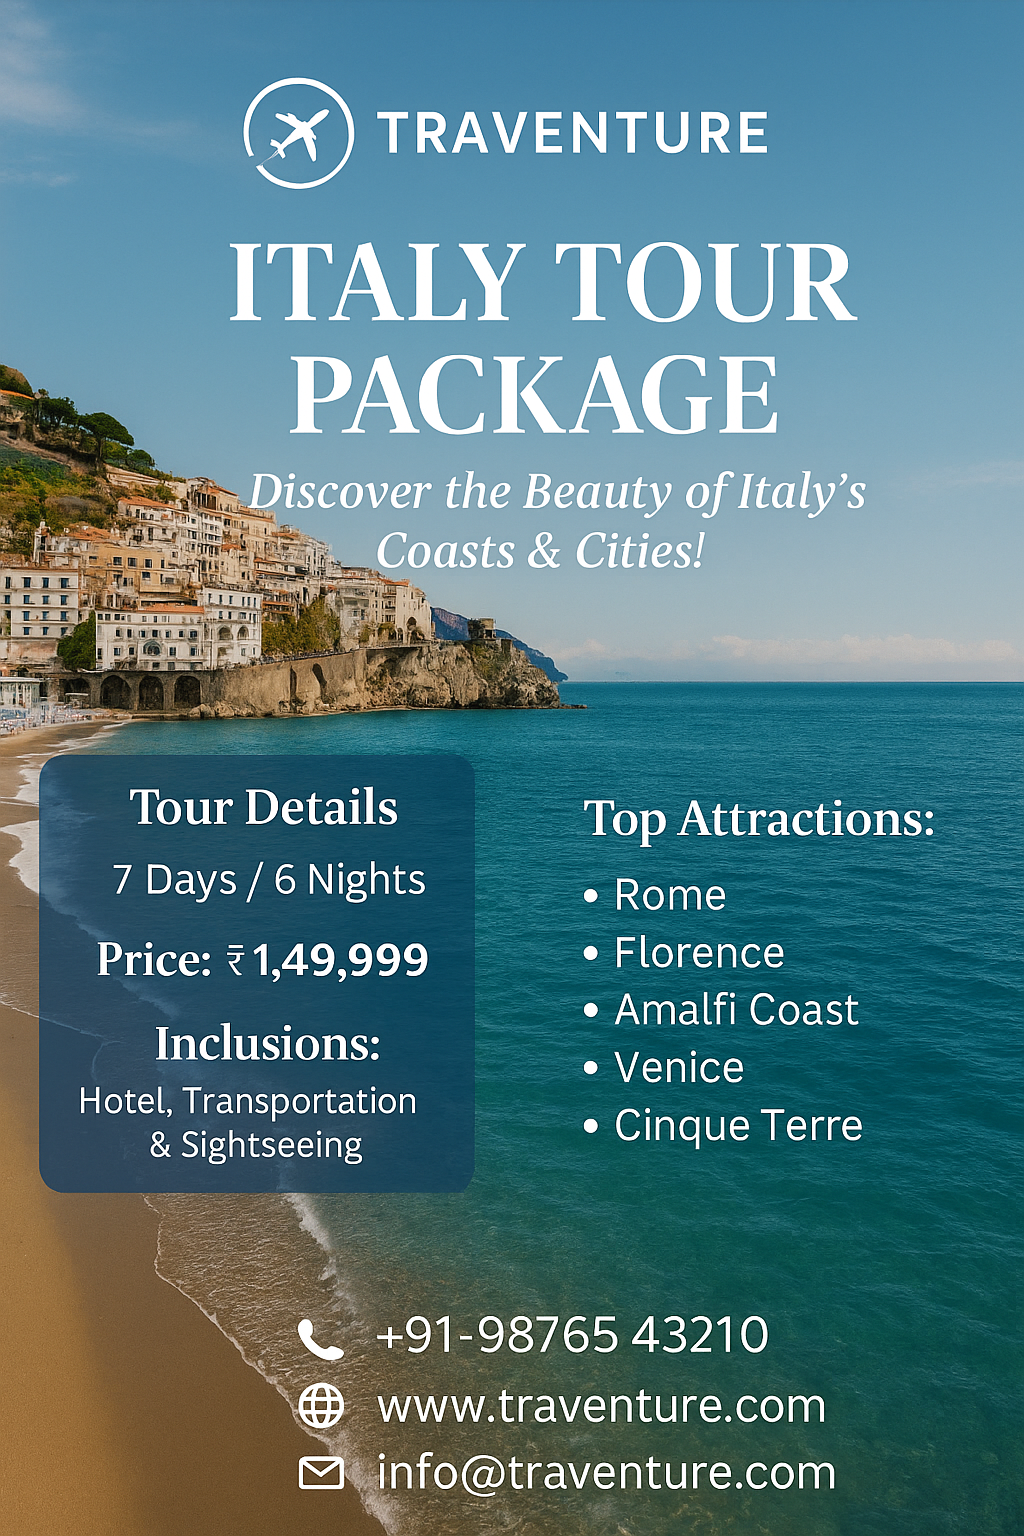 TRAVENTURE
ITALY TOUR
PACKAGE
Discover the Beauty of Italy's
Coasts & Cities!
Tour Details
7 Days / 6 Nights
Price: ₹1,49,999
Inclusions:
Hotel, Transportation
& Sightseeing
Top Attractions:
• Rome
• Florence
• Amalfi Coast
• Venice
• Cinque Terre
+91-98765 43210
www.traventure.com
info@traventure.com